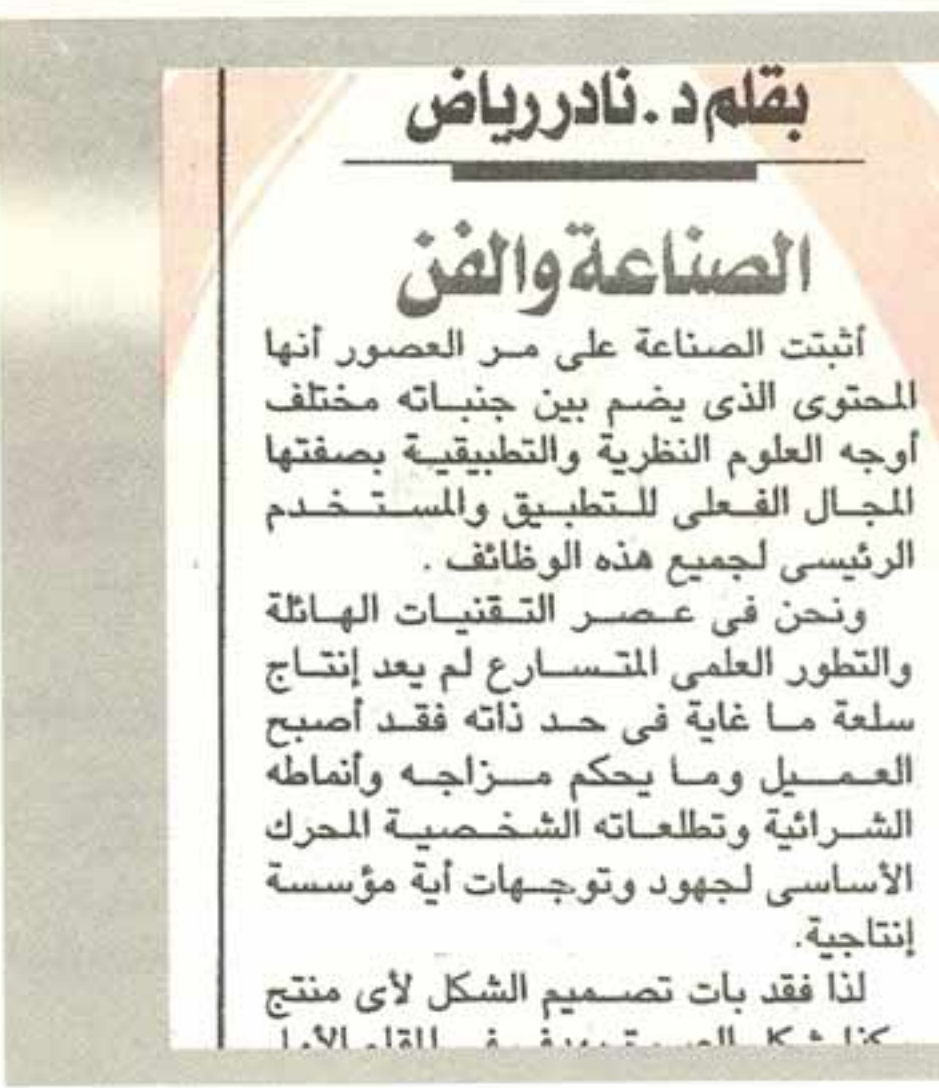 بقلم د. نادر رياض
الصناعة والفن
أثبتت الصناعة على مر العصور أنها
المحتوى الذى يضم بين جنباته مختلف
أوجه العلوم النظرية والتطبيقية بصفتها
المجال الفعلى للتطبيق والمستخدم
الرئيسى لجميع هذه الوظائف .
ونحن فى عصر التقنيات الهائلة
والتطور العلمى المتسارع لم يعد إنتاج
سلعة ما غاية فى حد ذاته فقد أصبح
العميل وما يحكم مزاجه وأنماطه
الشرائية وتطلعاته الشخصية المحرك
الأساسى لجهود وتوجهات أية مؤسسة
إنتاجية.
لذا فقد بات تصميم الشكل لأى منتج